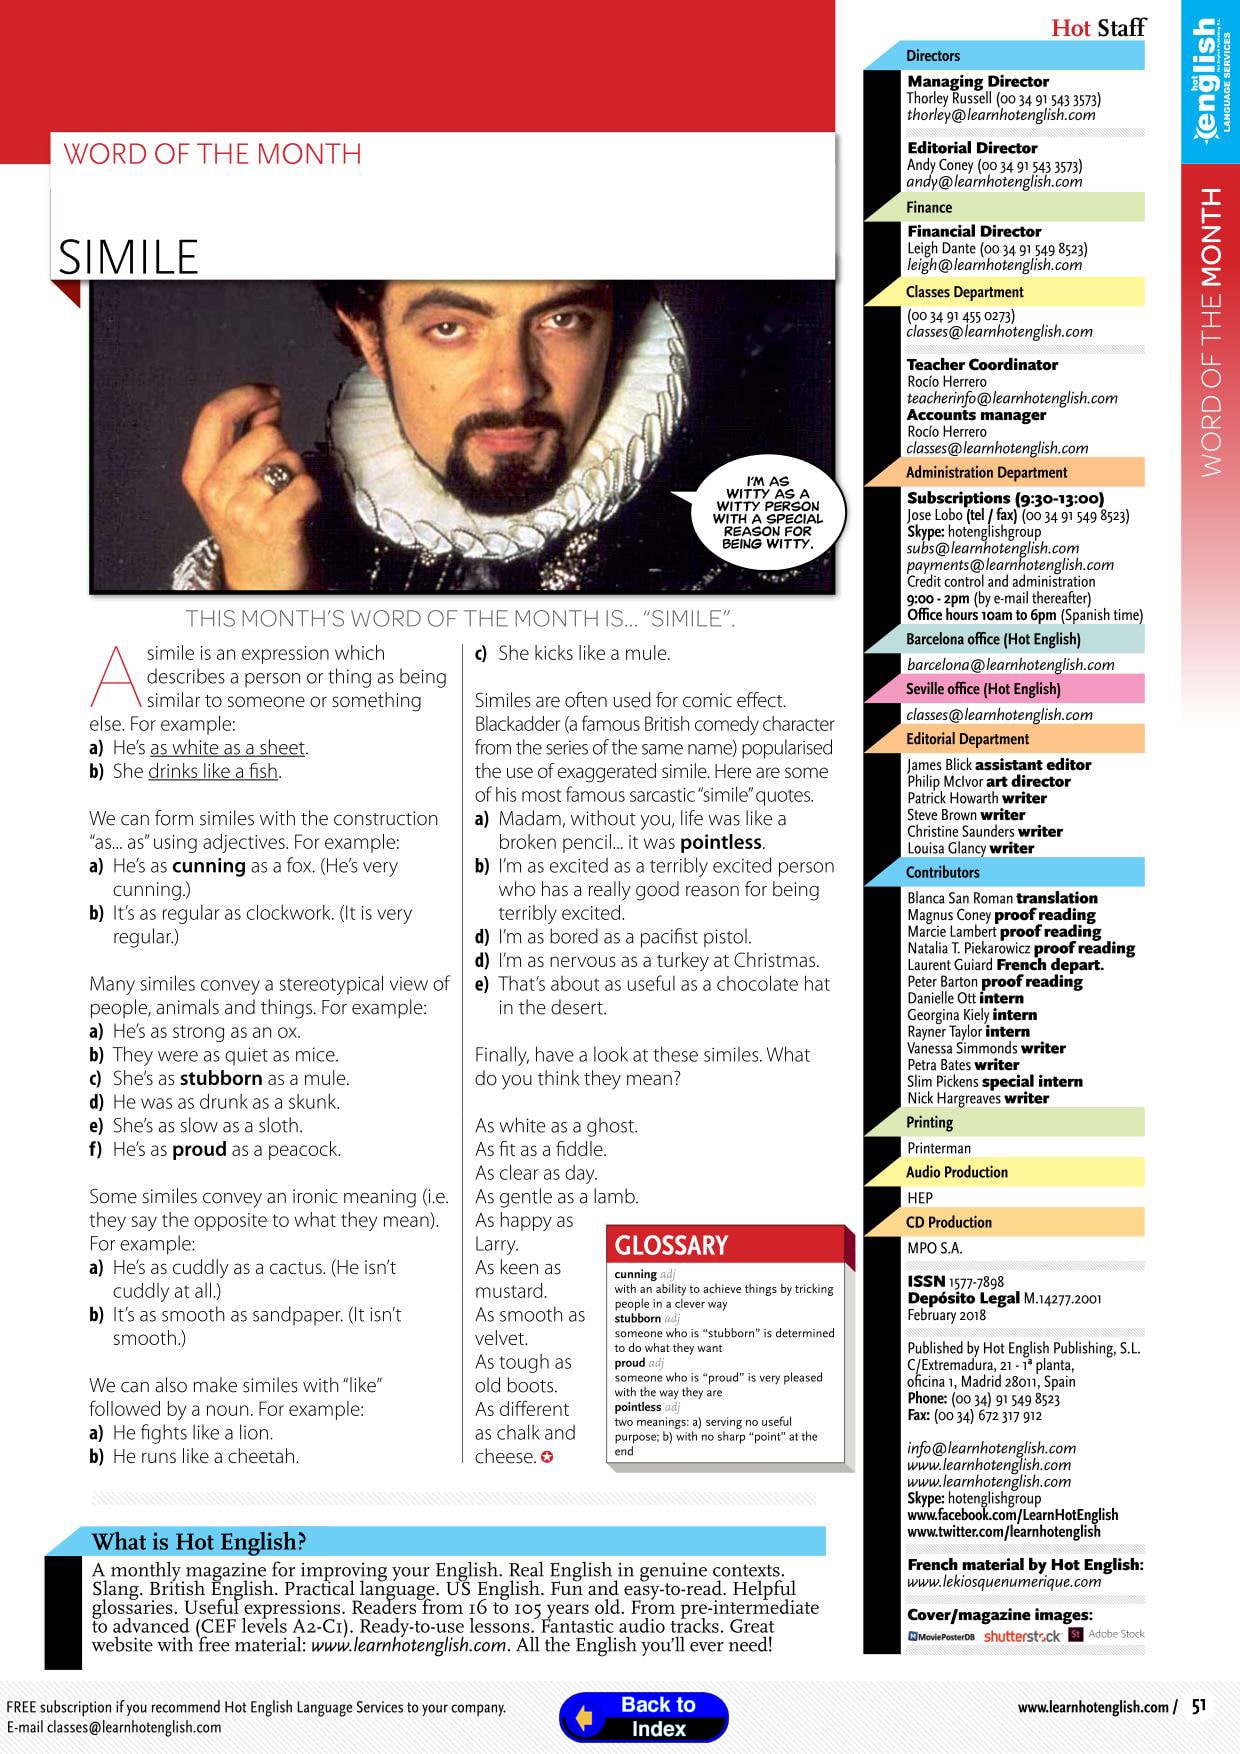 WORD OF THE MONTH
SIMILE
I'M AS
WITTY AS A
WITTY PERSON
WITH A SPECIAL
REASON FOR
BEING WITTY.
THIS MONTH'S WORD OF THE MONTH IS... “SIMILE”.
A simile is an expression which
describes a person or thing as being
similar to someone or something
else. For example:
a) He's as white as a sheet.
b) She drinks like a fish.
We can form similes with the construction
“as... as” using adjectives. For example:
a) He's as cunning as a fox. (He's very
cunning.)
b) It's as regular as clockwork. (It is very
regular.)
Many similes convey a stereotypical view of
people, animals and things. For example:
a) He's as strong as an ox.
b) They were as quiet as mice.
c) She's as stubborn as a mule.
d) He was as drunk as a skunk.
e) She's as slow as a sloth.
f) He's as proud as a peacock.
Some similes convey an ironic meaning (i.e.
they say the opposite to what they mean).
For example:
a) He's as cuddly as a cactus. (He isn't
cuddly at all.)
b) It's as smooth as sandpaper. (It isn't
smooth.)
We can also make similes with “like”
followed by a noun. For example:
a) He fights like a lion.
b) He runs like a cheetah.
c) She kicks like a mule.
Similes are often used for comic effect.
Blackadder (a famous British comedy character
from the series of the same name) popularised
the use of exaggerated simile. Here are some
of his most famous sarcastic “simile” quotes.
a) Madam, without you, life was like a
broken pencil... it was pointless.
b) I'm as excited as a terribly excited person
who has a really good reason for being
terribly excited.
d) I'm as bored as a pacifist pistol.
d) I'm as nervous as a turkey at Christmas.
e) That's about as useful as a chocolate hat
in the desert.
Finally, have a look at these similes. What
do you think they mean?
As white as a ghost.
As fit as a fiddle.
As clear as day.
As gentle as a lamb.
As happy as
Larry.
As keen as
mustard.
As smooth as
velvet.
As tough as
old boots.
As different
as chalk and
cheese.
GLOSSARY
cunning adj
with an ability to achieve things by tricking
people in a clever way
stubborn adj
someone who is “stubborn” is determined
to do what they want
proud adj
someone who is “proud” is very pleased
with the way they are
pointless adj
two meanings: a) serving no useful
purpose; b) with no sharp “point” at the
end
What is Hot English?
A monthly magazine for improving your English. Real English in genuine contexts.
Slang. British English. Practical language. US English. Fun and easy-to-read. Helpful
glossaries. Useful expressions. Readers from 16 to 105 years old. From pre-intermediate
to advanced (CEF levels A2-C1). Ready-to-use lessons. Fantastic audio tracks. Great
website with free material: www.learnhotenglish.com. All the English you'll ever need!
Hot Staff
Directors
Managing Director
Thorley Russell (00 34 91 543 3573)
thorley@learnhotenglish.com
Editorial Director
Andy Coney (00 34 91 543 3573)
andy@learnhotenglish.com
Finance
Financial Director
Leigh Dante (00 34 91 549 8523)
leigh@learnhotenglish.com
Classes Department
(00 34 91 455 0273)
classes@learnhotenglish.com
Teacher Coordinator
Rocío Herrero
teacherinfo@learnhotenglish.com
Accounts manager
Rocío Herrero
classes@learnhotenglish.com
Administration Department
Subscriptions (9:30-13:00)
Jose Lobo (tel / fax) (00 34 91 549 8523)
Skype: hotenglishgroup
subs@learnhotenglish.com
payments@learnhotenglish.com
Credit control and administration
9:00 - 2pm (by e-mail thereafter)
Office hours 10am to 6pm (Spanish time)
Barcelona office (Hot English)
barcelona@learnhotenglish.com
Seville office (Hot English)
classes@learnhotenglish.com
Editorial Department
James Blick assistant editor
Philip McIvor art director
Patrick Howarth writer
Steve Brown writer
Christine Saunders writer
Louisa Glancy writer
Contributors
Blanca San Roman translation
Magnus Coney proof reading
Marcie Lambert proof reading
Natalia T. Piekarowicz proof reading
Laurent Guiard French depart.
Peter Barton proof reading
Danielle Ott intern
Georgina Kiely intern
Rayner Taylor intern
Vanessa Simmonds writer
Petra Bates writer
Slim Pickens special intern
Nick Hargreaves writer
Printing
Printerman
Audio Production
HEP
CD Production
MPO S.A.
ISSN 1577-7898
Depósito Legal M.14277.2001
February 2018
Published by Hot English Publishing, S.L.
C/Extremadura, 21 - 1ª planta,
oficina 1, Madrid 28011, Spain
Phone: (00 34) 91 549 8523
Fax: (00 34) 672 317 912
info@learnhotenglish.com
www.learnhotenglish.com
www.learnhotenglish.com
Skype: hotenglishgroup
www.facebook.com/LearnHotEnglish
www.twitter.com/learnhotenglish
French material by Hot English:
www.lekiosquenumerique.com
Cover/magazine images:
MoviePosterDB shutterstock St Adobe Stock
hot english
LANGUAGE SERVICES
WORD OF THE MONTH
FREE subscription if you recommend Hot English Language Services to your company.
E-mail classes@learnhotenglish.com
Back to
Index
www.learnhotenglish.com / 51